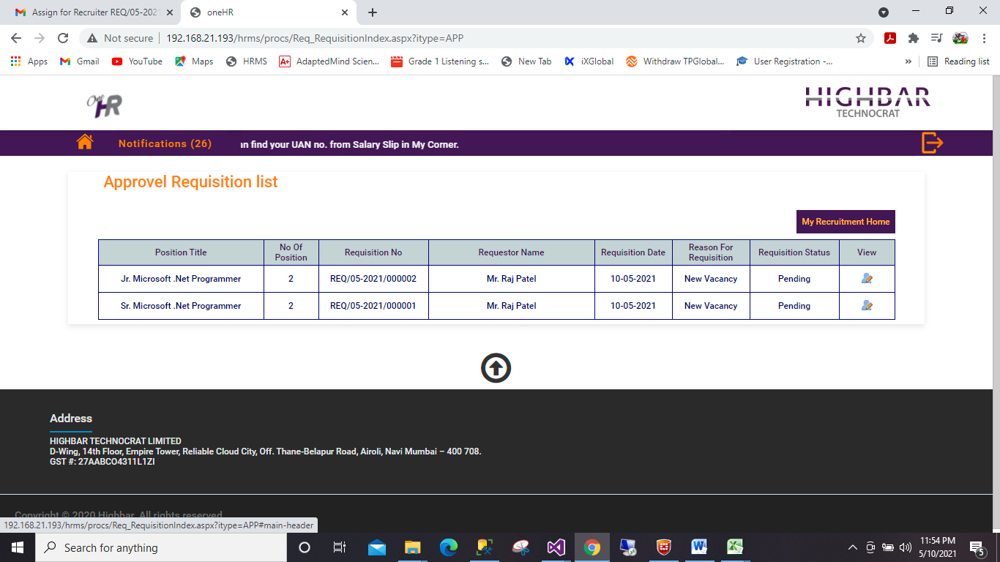 Assign for Recruiter REQ/05-2021
oneHR
Not secure
192.168.21.193/hrms/procs/Req_RequisitionIndex.aspx?itype=APP
Apps
Gmail
YouTube
Maps
HRMS
A+
AdaptedMind Scien...
Grade 1 Listening s...
New Tab
iXGlobal
Withdraw TPGlobal...
User Registration -...
»
Reading list
One HR
HIGHBAR
TECHNOCRAT
Notifications (26)
an find your UAN no. from Salary Slip in My Corner.
Approvel Requisition list
My Recruitment Home
Position Title
No Of Position
Requisition No
Requestor Name
Requisition Date
Reason For Requisition
Requisition Status
View
Jr. Microsoft .Net Programmer 2 REQ/05-2021/000002 Mr. Raj Patel 10-05-2021 New Vacancy Pending
Sr. Microsoft .Net Programmer 2 REQ/05-2021/000001 Mr. Raj Patel 10-05-2021 New Vacancy Pending
Address
HIGHBAR TECHNOCRAT LIMITED
D-Wing, 14th Floor, Empire Tower, Reliable Cloud City, Off. Thane-Belapur Road, Airoli, Navi Mumbai – 400 708.
GST #: 27AABCO4311L1ZI
Copyright © 2020 Highbar. All rights reserved
192.168.21.193/hrms/procs/Req_RequisitionIndex.aspx?itype=APP#main-header
Search for anything
11:54 PM
5/10/2021
5